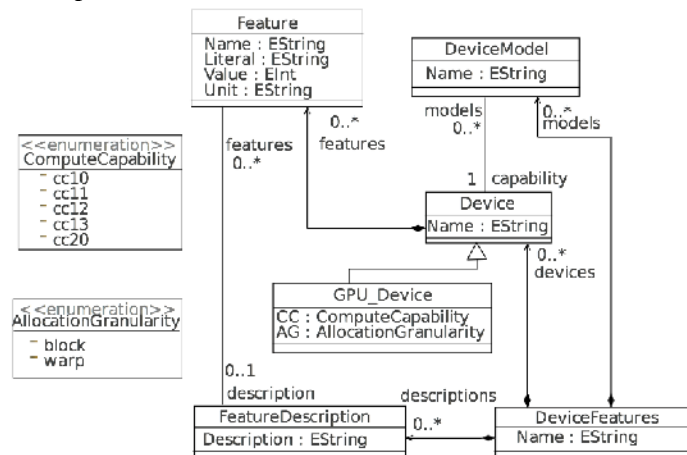 Feature
Name : EString
Literal : EString
Value : EInt
Unit : EString
DeviceModel
Name : EString
features
0..*
0..*
features
models
0..*
0..*
models
<<enumeration>>
ComputeCapability
cc10
cc11
cc12
cc13
cc20
1 capability
Device
Name : EString
0..*
devices
<<enumeration>>
AllocationGranularity
block
warp
GPU_Device
CC : ComputeCapability
AG : AllocationGranularity
0..1
description
descriptions
0..*
FeatureDescription
Description : EString
DeviceFeatures
Name : EString